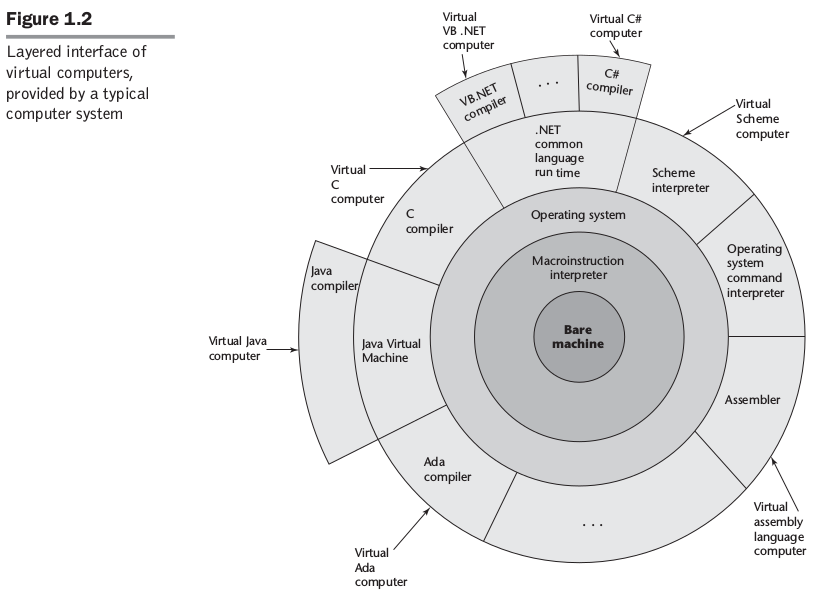 Figure 1.2
Layered interface of
virtual computers,
provided by a typical
computer system
Virtual
VB .NET
computer
Virtual C#
computer
VB.NET
compiler
. . .
C#
compiler
Virtual
Scheme
computer
.NET
common
language
run time
Scheme
interpreter
Virtual
C
computer
C
compiler
Operating system
Operating
system
command
interpreter
Macroinstruction
interpreter
Java
compiler
Bare
machine
Virtual Java
computer
Java Virtual
Machine
Assembler
Ada
compiler
. . .
Virtual
assembly
language
computer
Virtual
Ada
computer